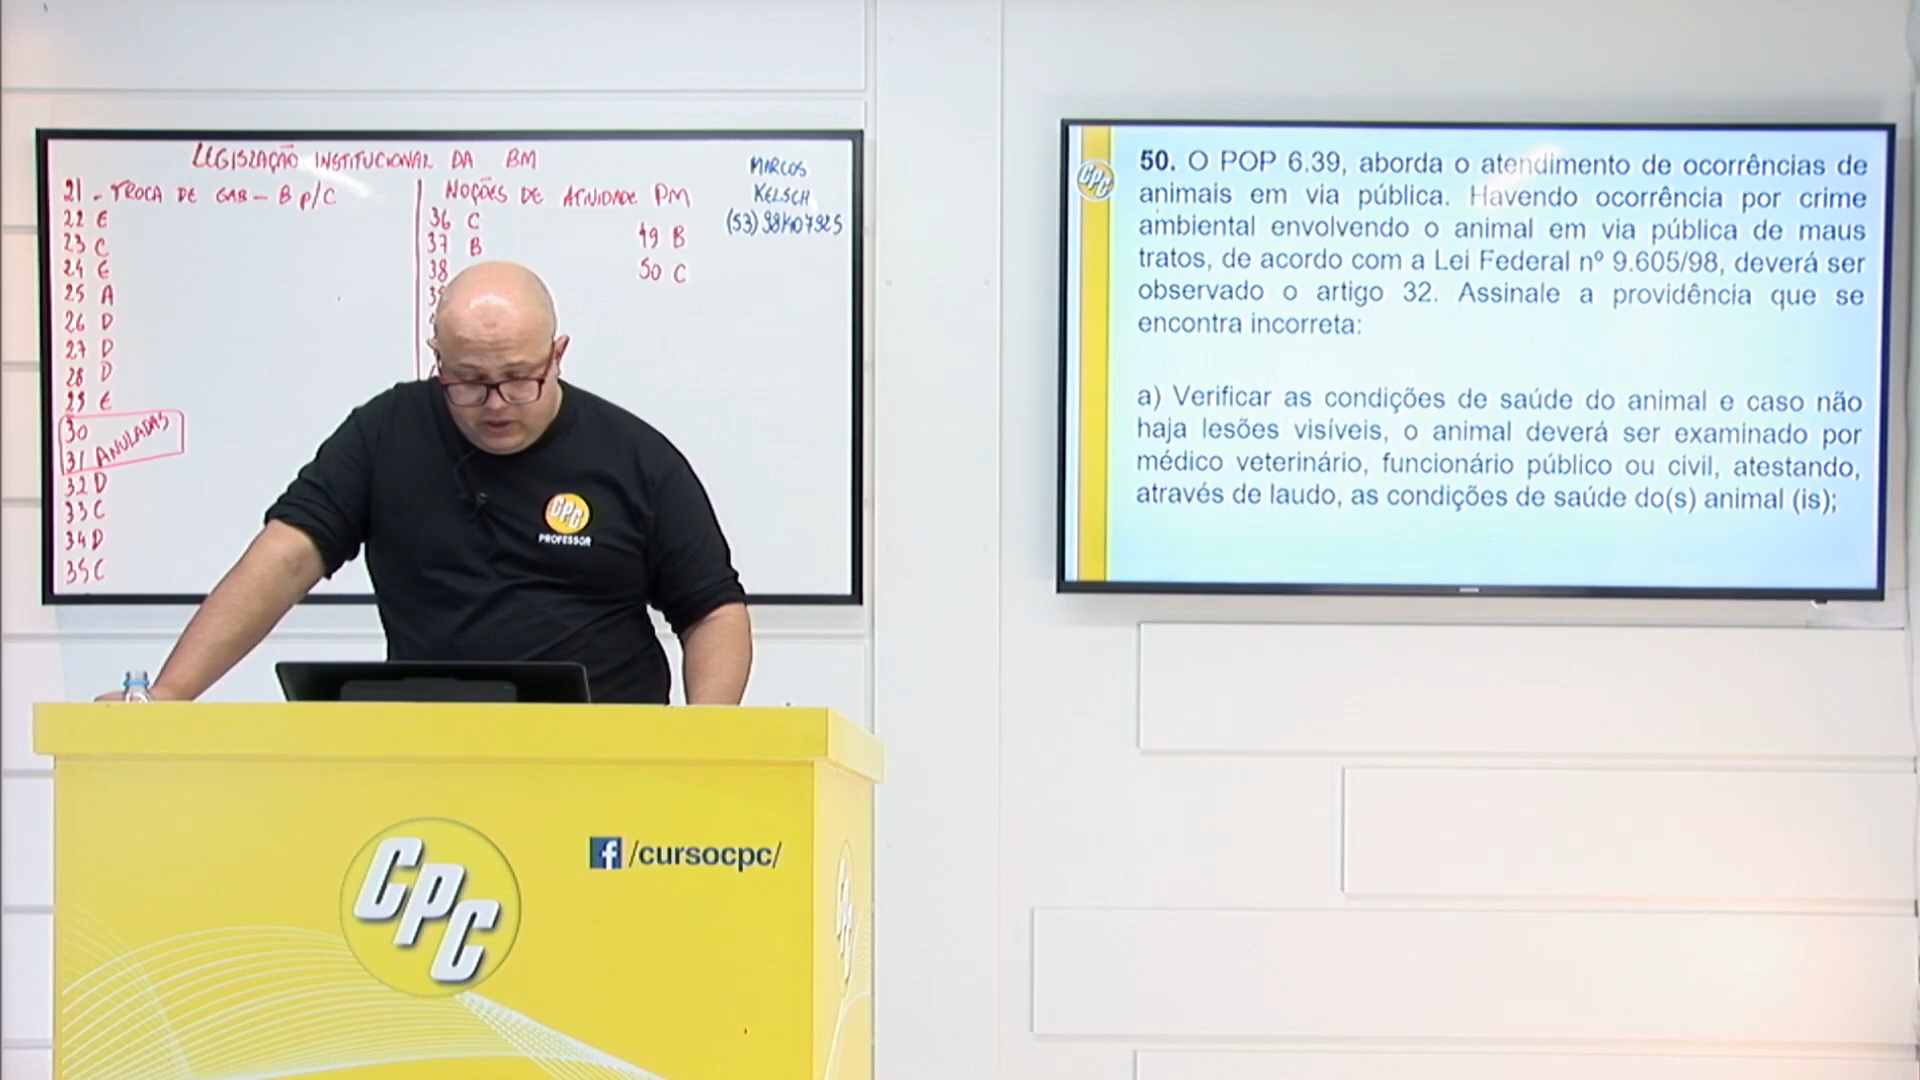 LEGISLAÇÃO INSTITUCIONAL DA BM
21 - TROCA DE GAB - B P/C
22 E
23 C
24 E
25 A
26 D
27 D
28 D
29 E
30
31 ANULADAS
32 D
33 C
34 D
35 C
NOÇÕES DE ATIVIDADE PM
36 C
37 B
38
49 B
50 C
MARCOS
KELSCH
CPC
50. O POP 6.39, aborda o atendimento de ocorrências de
animais em via pública. Havendo ocorrência por crime
ambiental envolvendo o animal em via pública de maus
tratos, de acordo com a Lei Federal nº 9.605/98, deverá ser
observado o artigo 32. Assinale a providência que se
encontra incorreta:
a) Verificar as condições de saúde do animal e caso não
haja lesões visíveis, o animal deverá ser examinado por
médico veterinário, funcionário público ou civil, atestando,
através de laudo, as condições de saúde do(s) animal (is);
CPC
PROFESSOR
CPC
f /cursocpc/